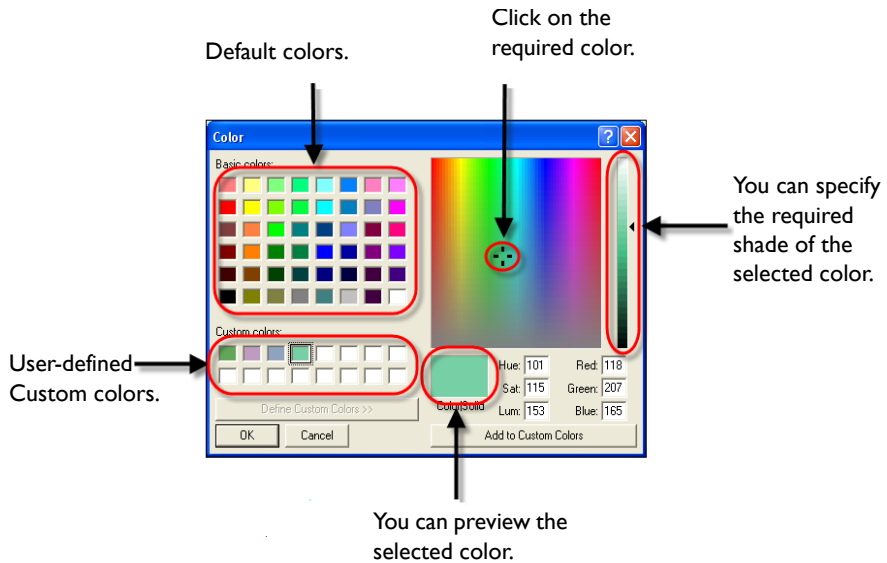 Click on the
required color.
Default colors.
Color
Basic colors:
You can specify
the required
shade of the
selected color.
Custom colors:
User-defined
Custom colors.
Hue: 101 Red: 118
Sat: 115 Green: 207
Color|Solid Lum: 153 Blue: 165
Define Custom Colors >>
OK Cancel Add to Custom Colors
You can preview the
selected color.